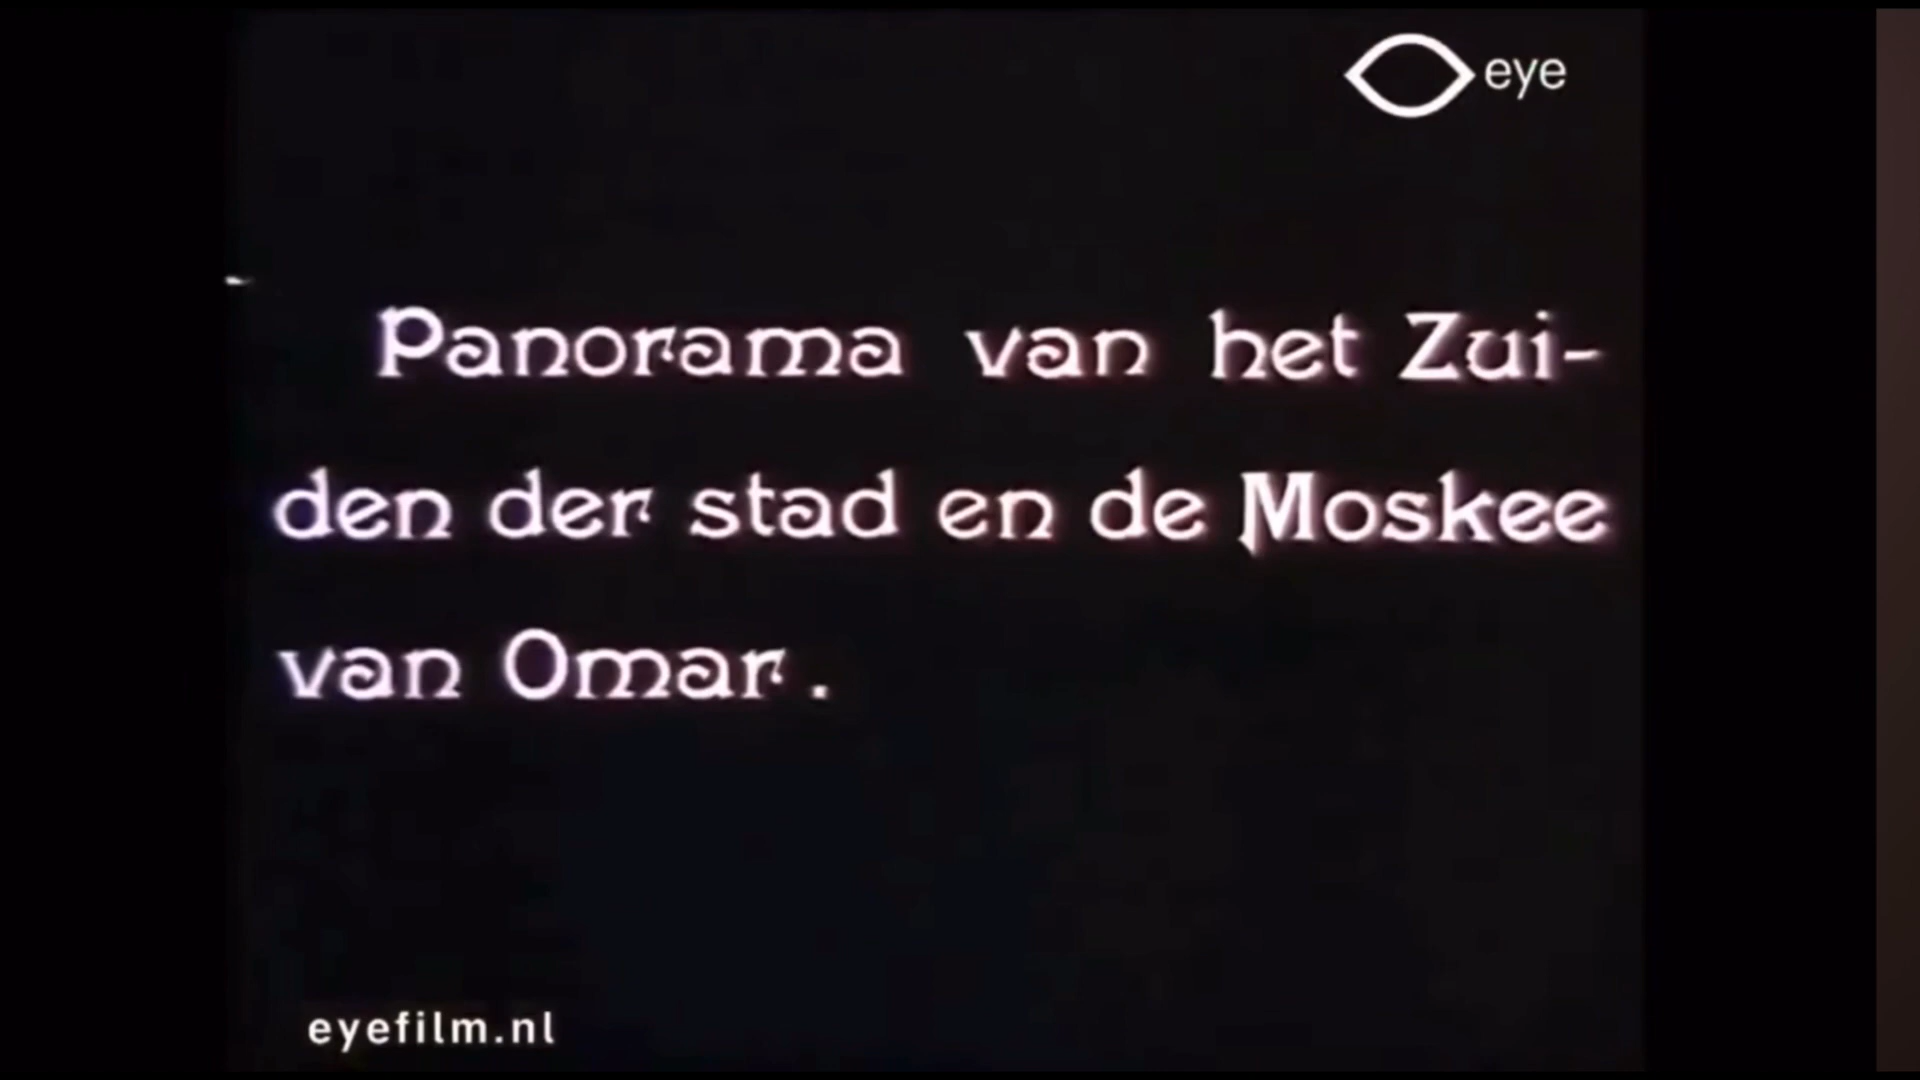 eye
Panorama van het Zui-
den der stad en de Moskee
van Omar.
eyefilm.nl